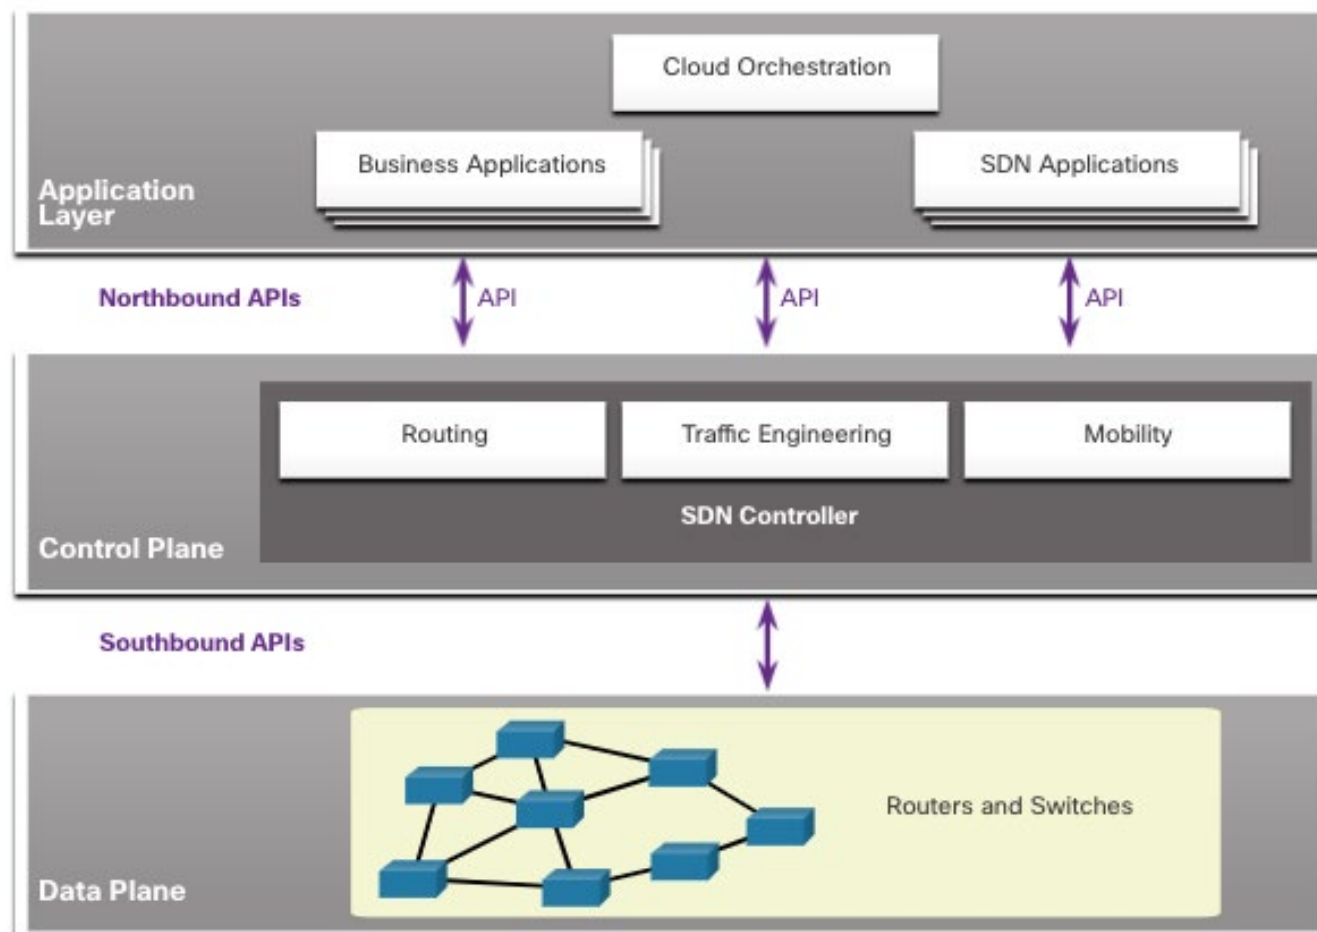 Cloud Orchestration
Business Applications
SDN Applications
Application
Layer
Northbound APIs
API
API
API
Routing
Traffic Engineering
Mobility
SDN Controller
Control Plane
Southbound APIs
Routers and Switches
Data Plane